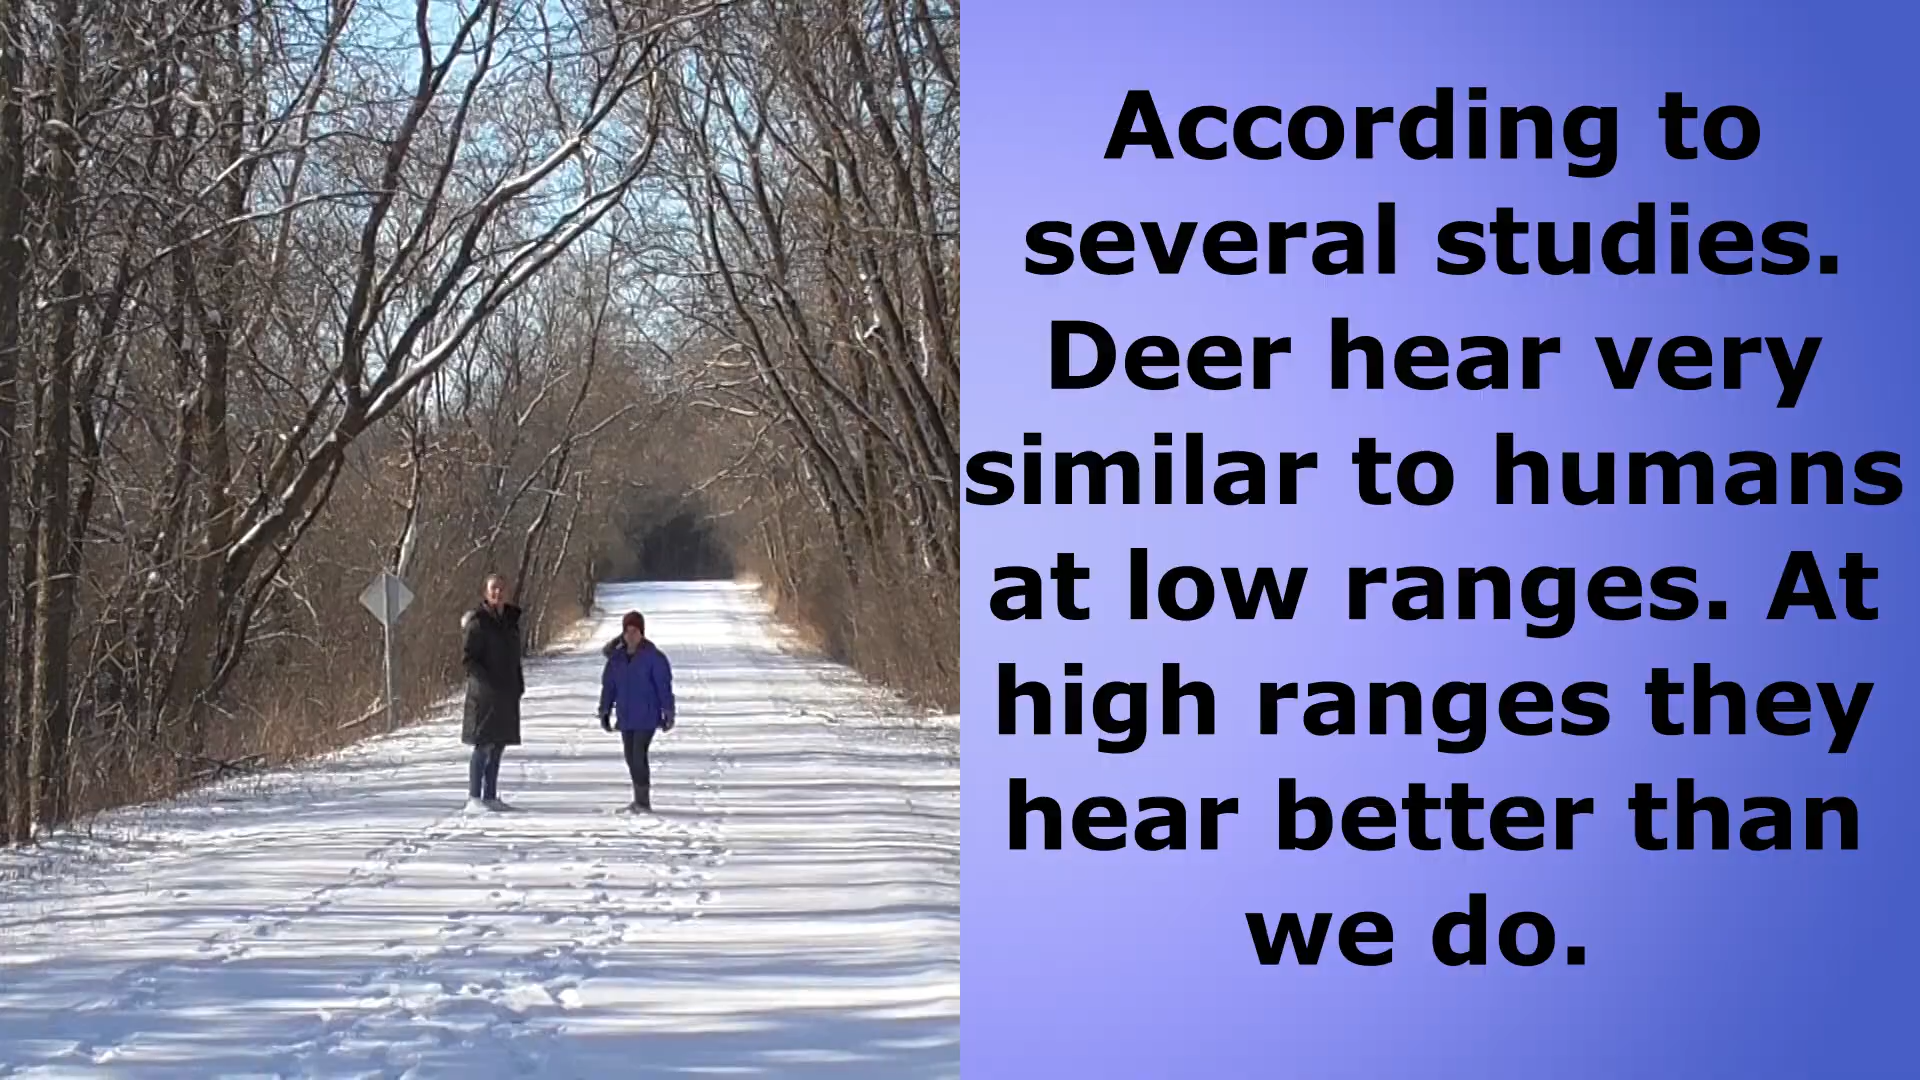 According to
several studies.
Deer hear very
similar to humans
at low ranges. At
high ranges they
hear better than
we do.